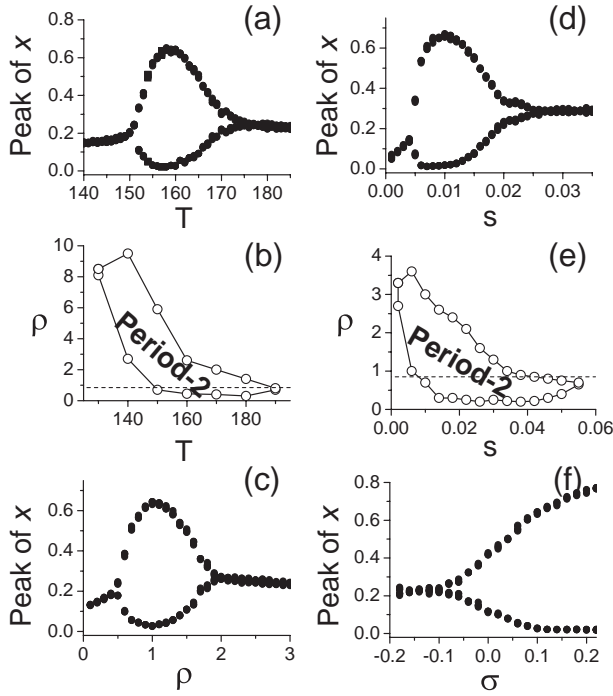 (a)
Peak of x
0.8
0.6
0.4
0.2
0.0
140 150 160 170 180
T
(d)
Peak of x
0.8
0.6
0.4
0.2
0.0
0.00 0.01 0.02 0.03
s
(b)
ρ
10
8
6
4
2
0
Period-2
140 160 180
T
(e)
ρ
4
3
2
1
0
Period-2
0.00 0.02 0.04 0.06
s
(c)
Peak of x
0.8
0.6
0.4
0.2
0.0
0 1 2 3
ρ
(f)
Peak of x
0.8
0.4
0.0
-0.2 -0.1 0.0 0.1 0.2
σ